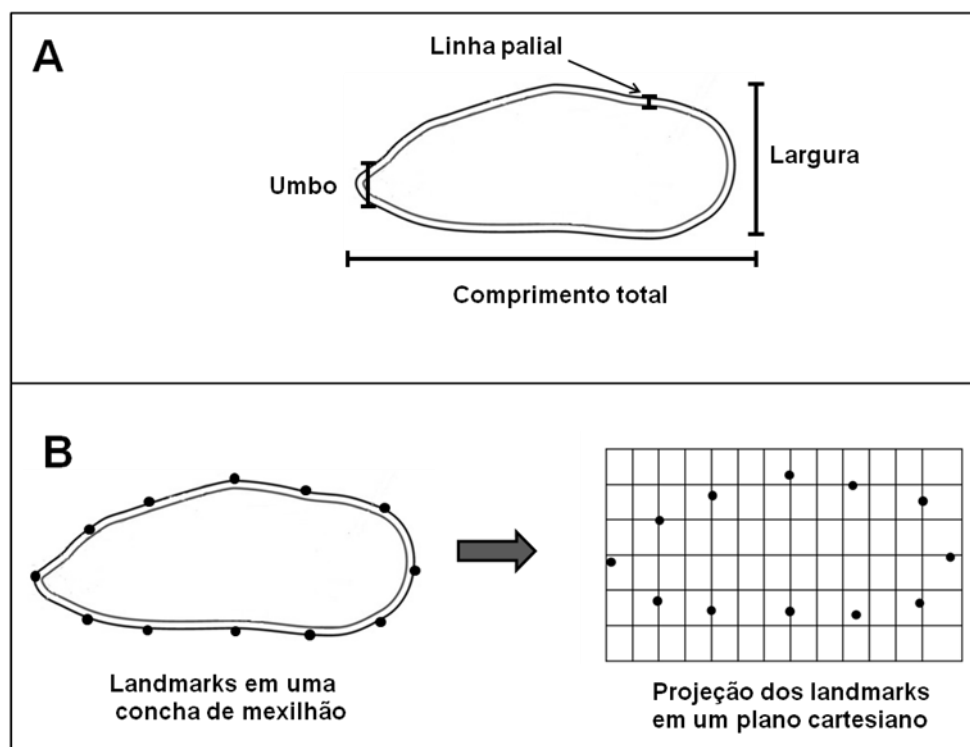 A
Linha palial
Umbo
Largura
Comprimento total
B
Landmarks em uma
concha de mexilhão
Projeção dos landmarks
em um plano cartesiano